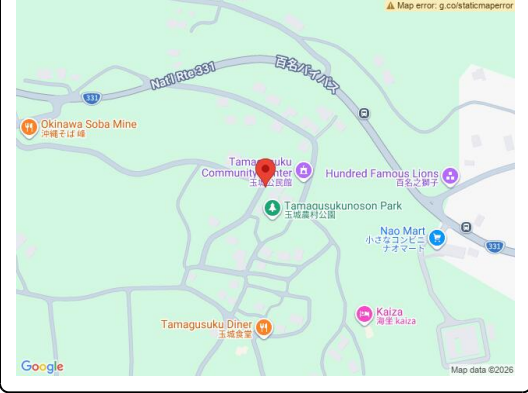 Map error: g.co/staticmaperror
百名バイパス
Nat'l Rte 331
331
Okinawa Soba Mine
沖縄そば 峰
Tamagusuku
Community Center
玉城公民館
Hundred Famous Lions
百名之獅子
Tamagusukunoson Park
玉城農村公園
Nao Mart
小さなコンビニ
ナオマート
331
Kaiza
海坐 kaiza
Tamagusuku Diner
玉城食堂
Google
Map data ©2026